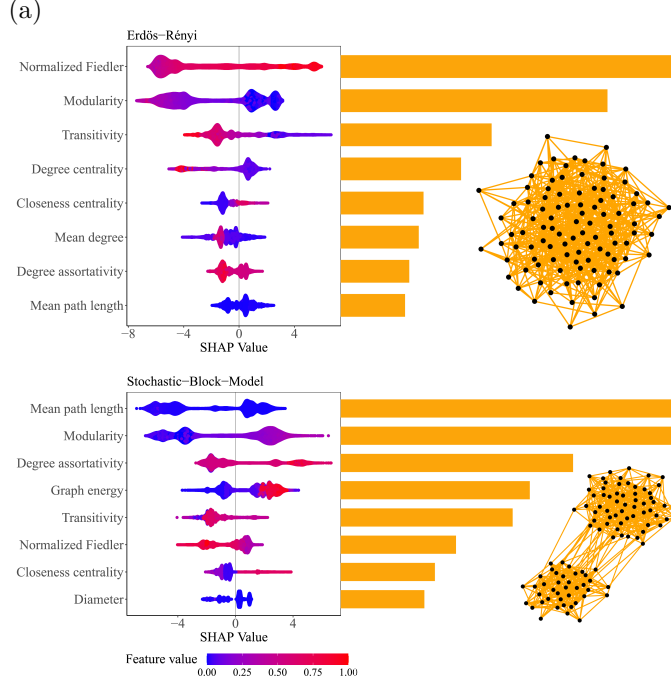 (a)
Erdös−Rényi
Normalized Fiedler
Modularity
Transitivity
Degree centrality
Closeness centrality
Mean degree
Degree assortativity
Mean path length
−8 −4 0 4
SHAP Value
Stochastic−Block−Model
Mean path length
Modularity
Degree assortativity
Graph energy
Transitivity
Normalized Fiedler
Closeness centrality
Diameter
−4 0 4
SHAP Value
Feature value
0.00 0.25 0.50 0.75 1.00